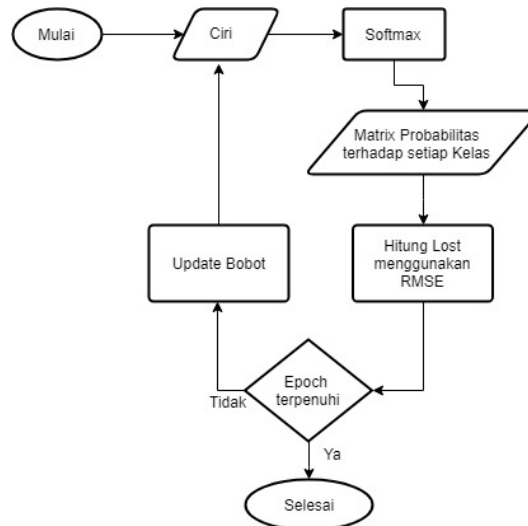 Mulai
Ciri
Softmax
Matrix Probabilitas
terhadap setiap Kelas
Hitung Lost
menggunakan
RMSE
Update Bobot
Epoch
terpenuhi
Tidak
Ya
Selesai